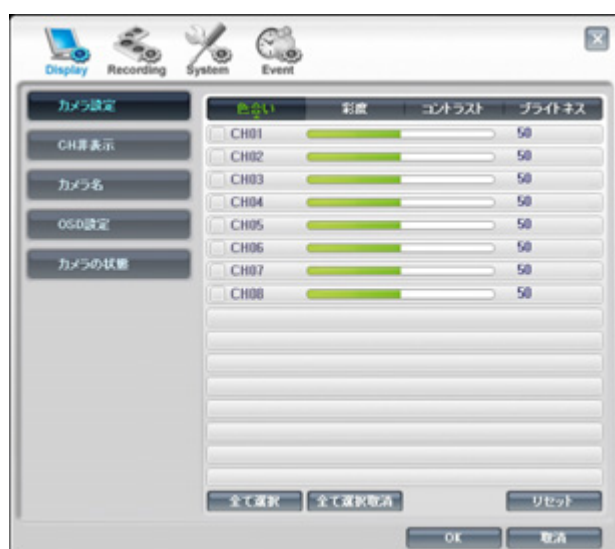 Display Recording System Event
カメラ設定
CH非表示
カメラ名
OSD設定
カメラの状態
色合い 彩度 コントラスト ブライトネス
CH01 50
CH02 50
CH03 50
CH04 50
CH05 50
CH06 50
CH07 50
CH08 50
全て選択 全て選択取消 リセット
OK 取消